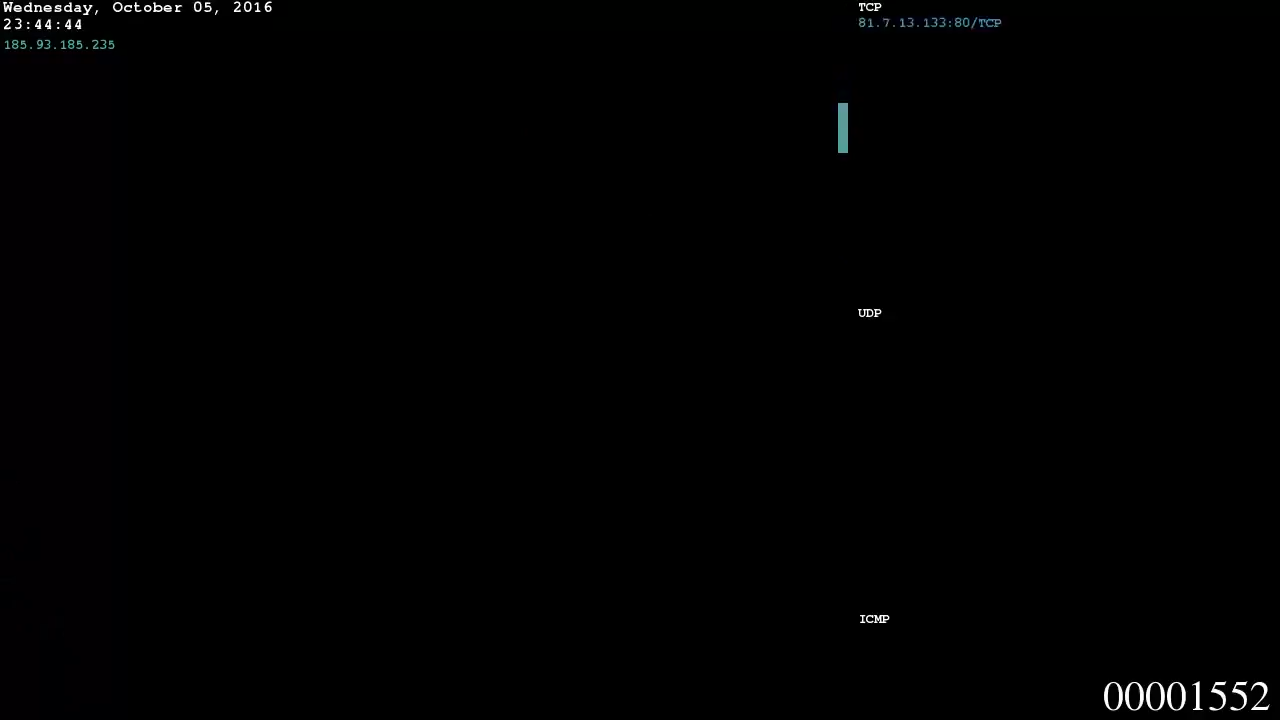 Wednesday, October 05, 2016
23:44:44
185.93.185.235
TCP
81.7.13.133:80/TCP
UDP
ICMP
00001552